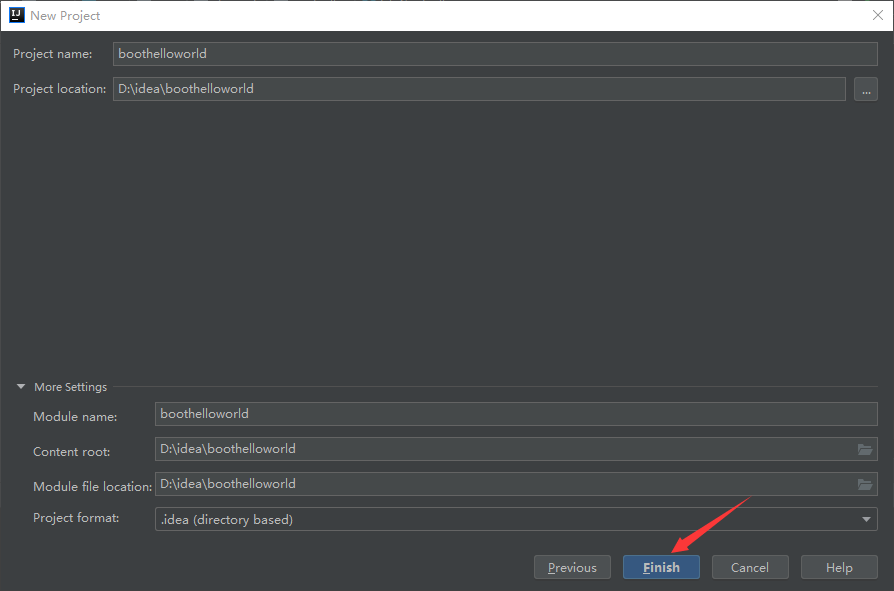 IJ New Project
Project name: boothelloworld
Project location: D:\idea\boothelloworld ...
More Settings
Module name: boothelloworld
Content root: D:\idea\boothelloworld
Module file location: D:\idea\boothelloworld
Project format: .idea (directory based)
Previous Finish Cancel Help